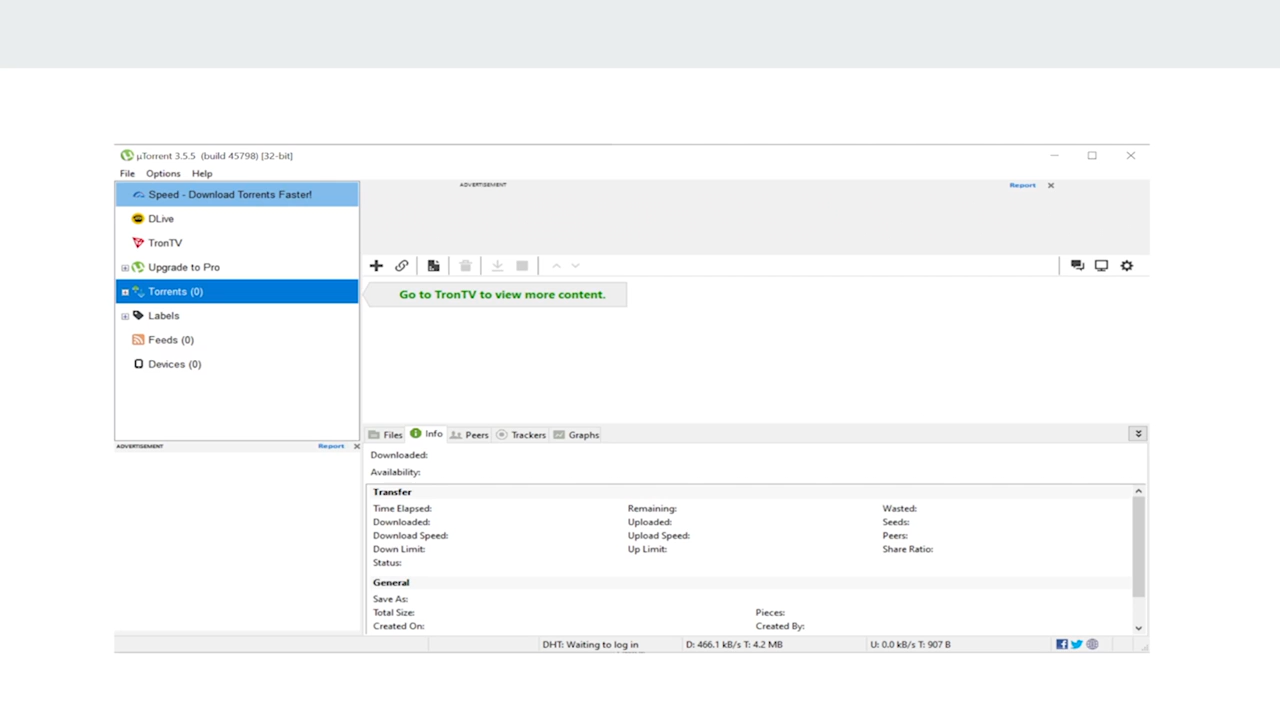 µTorrent 3.5.5 (build 45798) [32-bit]
File Options Help
Speed - Download Torrents Faster!
DLive
TronTV
Upgrade to Pro
Torrents (0)
Labels
Feeds (0)
Devices (0)
ADVERTISEMENT Report
ADVERTISEMENT Report
Go to TronTV to view more content.
Files Info Peers Trackers Graphs
Downloaded:
Availability:
Transfer
Time Elapsed: Remaining: Wasted:
Downloaded: Uploaded: Seeds:
Download Speed: Upload Speed: Peers:
Down Limit: Up Limit: Share Ratio:
Status:
General
Save As:
Total Size: Pieces:
Created On: Created By:
DHT: Waiting to log in D: 466.1 kB/s T: 4.2 MB U: 0.0 kB/s T: 907 B